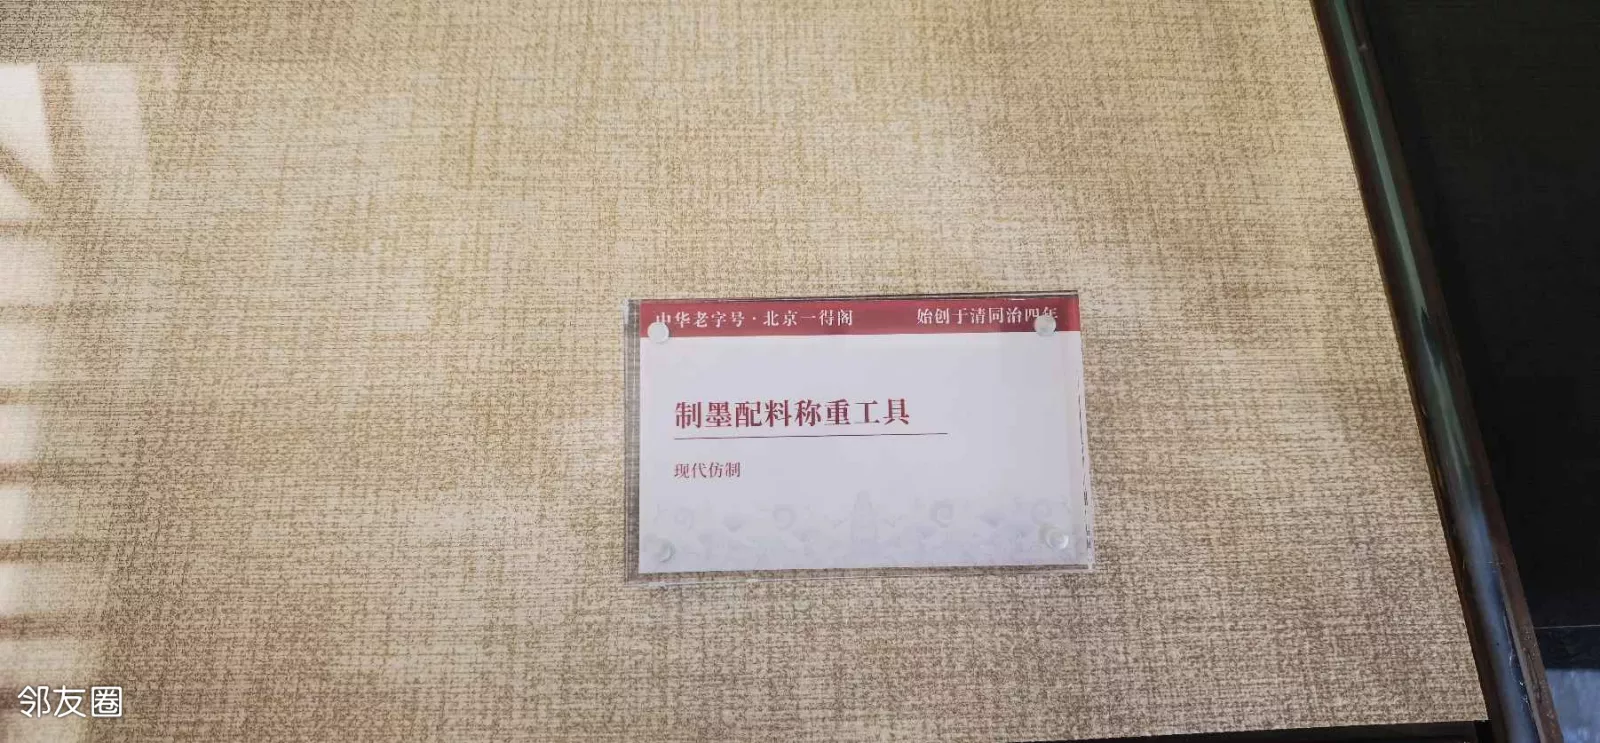 中华老字号·北京一得阁 始创于清同治四年
制墨配料称重工具
现代仿制
邻友圈